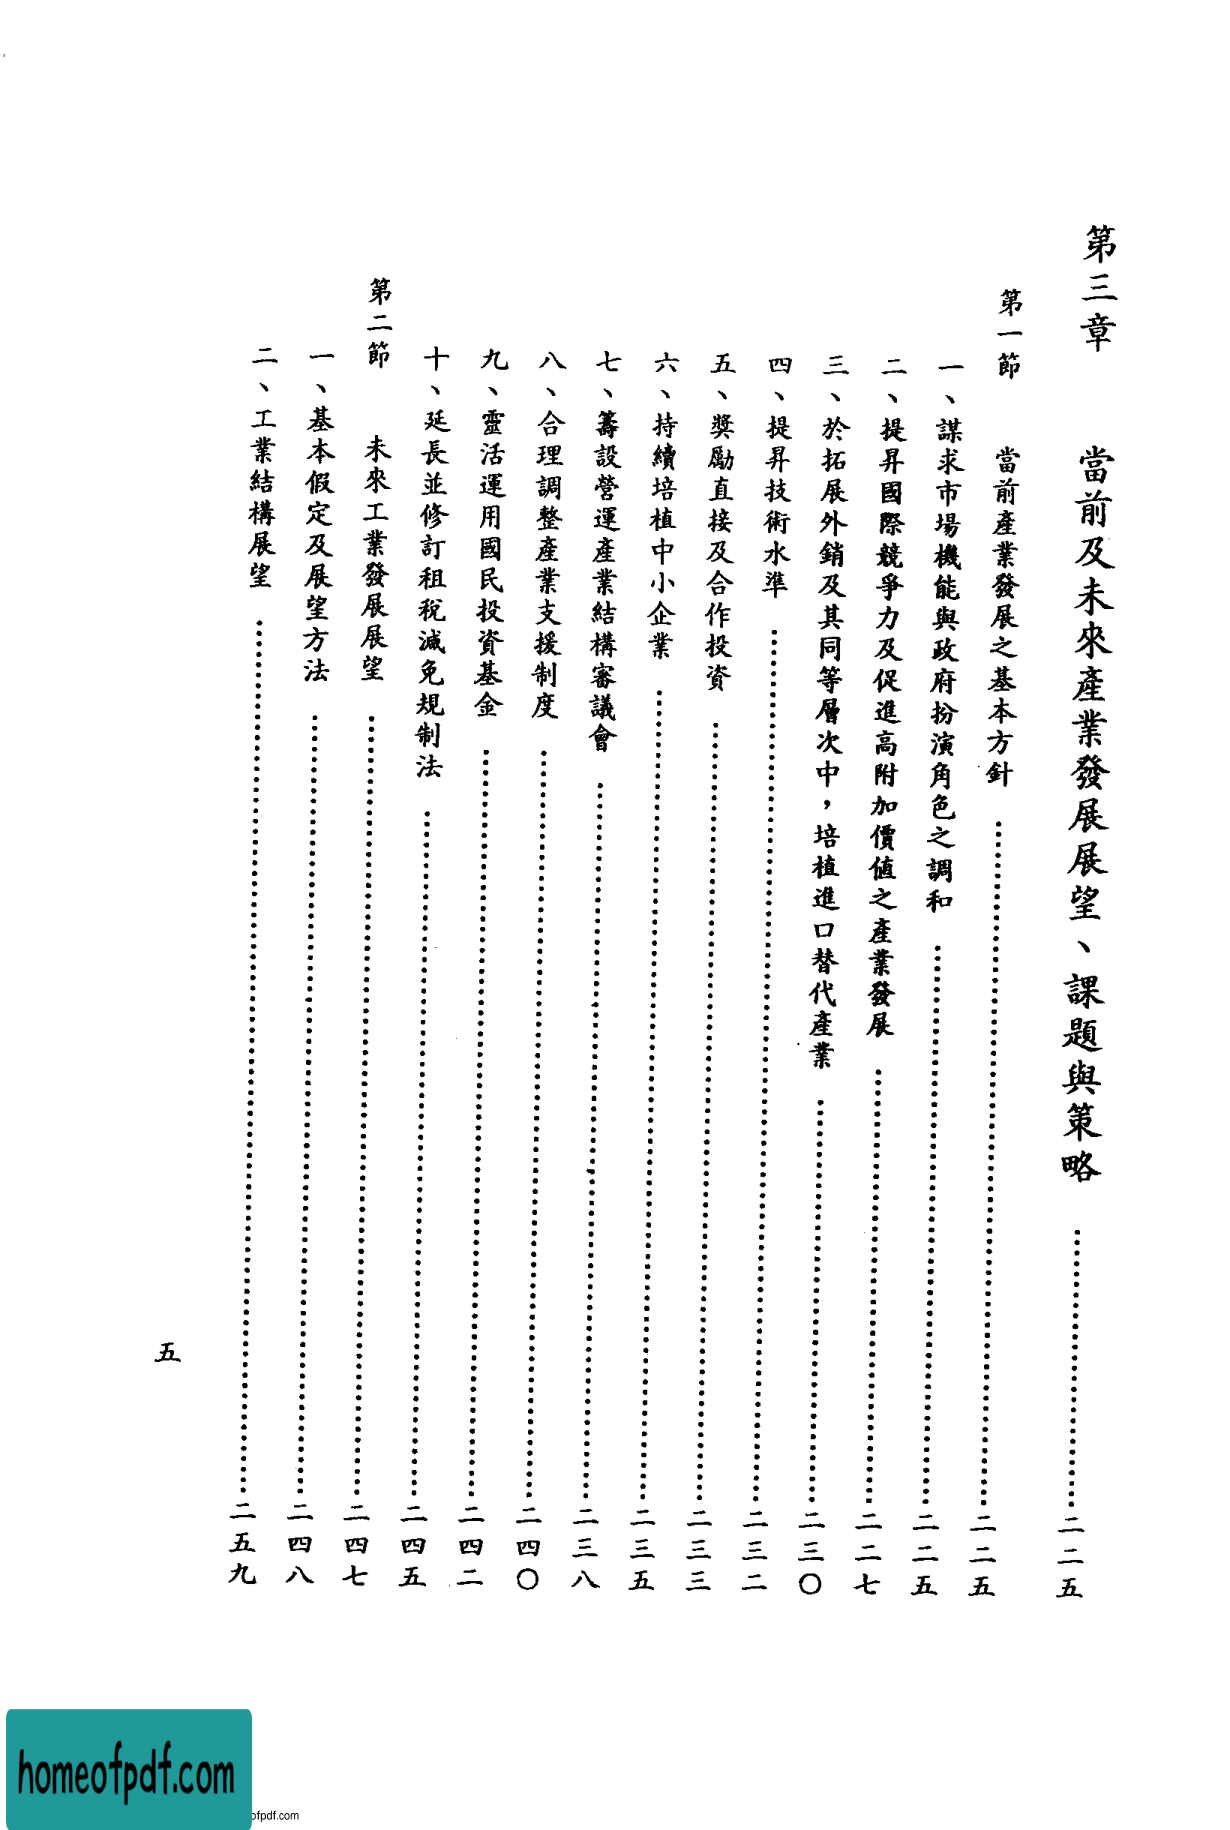 第三章　當前及未來產業發展展望、課題與策略……二二五
第一節　當前產業發展之基本方針……二二五
一、謀求市場機能與政府扮演角色之調和……二二五
二、提昇國際競爭力及促進高附加價值之產業發展……二二七
三、於拓展外銷及其同等層次中，培植進口替代產業……二三〇
四、提昇技術水準……二三二
五、獎勵直接及合作投資……二三三
六、持續培植中小企業……二三五
七、籌設營運產業結構審議會……二三八
八、合理調整產業支援制度……二四〇
九、靈活運用國民投資基金……二四二
十、延長並修訂租稅減免規制法……二四五
第二節　未來工業發展展望……二四七
一、基本假定及展望方法……二四八
二、工業結構展望……二五九
五
homeofpdf.com
ofpdf.com